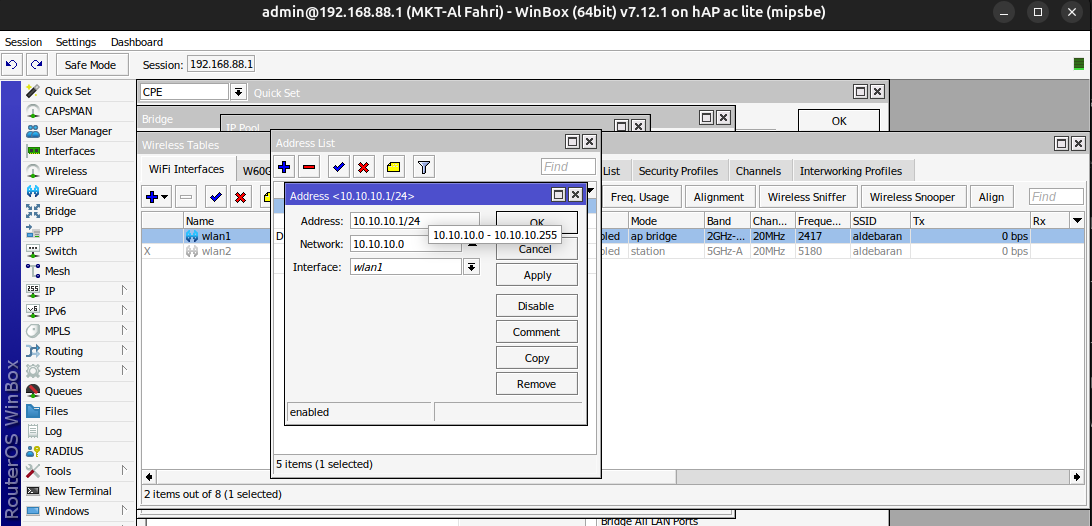 admin@192.168.88.1 (MKT-Al Fahri) - WinBox (64bit) v7.12.1 on hAP ac lite (mipsbe)
Session Settings Dashboard
Safe Mode Session: 192.168.88.1
Quick Set
CAPsMAN
User Manager
Interfaces
Wireless
WireGuard
Bridge
PPP
Switch
Mesh
IP
IPv6
MPLS
Routing
System
Queues
Files
Log
RADIUS
Tools
New Terminal
Windows
RouterOS WinBox
CPE Quick Set
OK
Bridge
IP Pool
Wireless Tables
WiFi Interfaces W60G List Security Profiles Channels Interworking Profiles
Freq. Usage Alignment Wireless Sniffer Wireless Snooper Align Find
Name Mode Band Chan... Freque... SSID Tx Rx
wlan1 bled ap bridge 2GHz-... 20MHz 2417 aldebaran 0 bps
X wlan2 bled station 5GHz-A 20MHz 5180 aldebaran 0 bps
2 items out of 8 (1 selected)
Address List
Find
D
Address <10.10.10.1/24>
Address: 10.10.10.1/24 OK
10.10.10.0 - 10.10.10.255
Network: 10.10.10.0 Cancel
Interface: wlan1 Apply
Disable
Comment
Copy
Remove
enabled
5 items (1 selected)
Bridge All LAN Ports